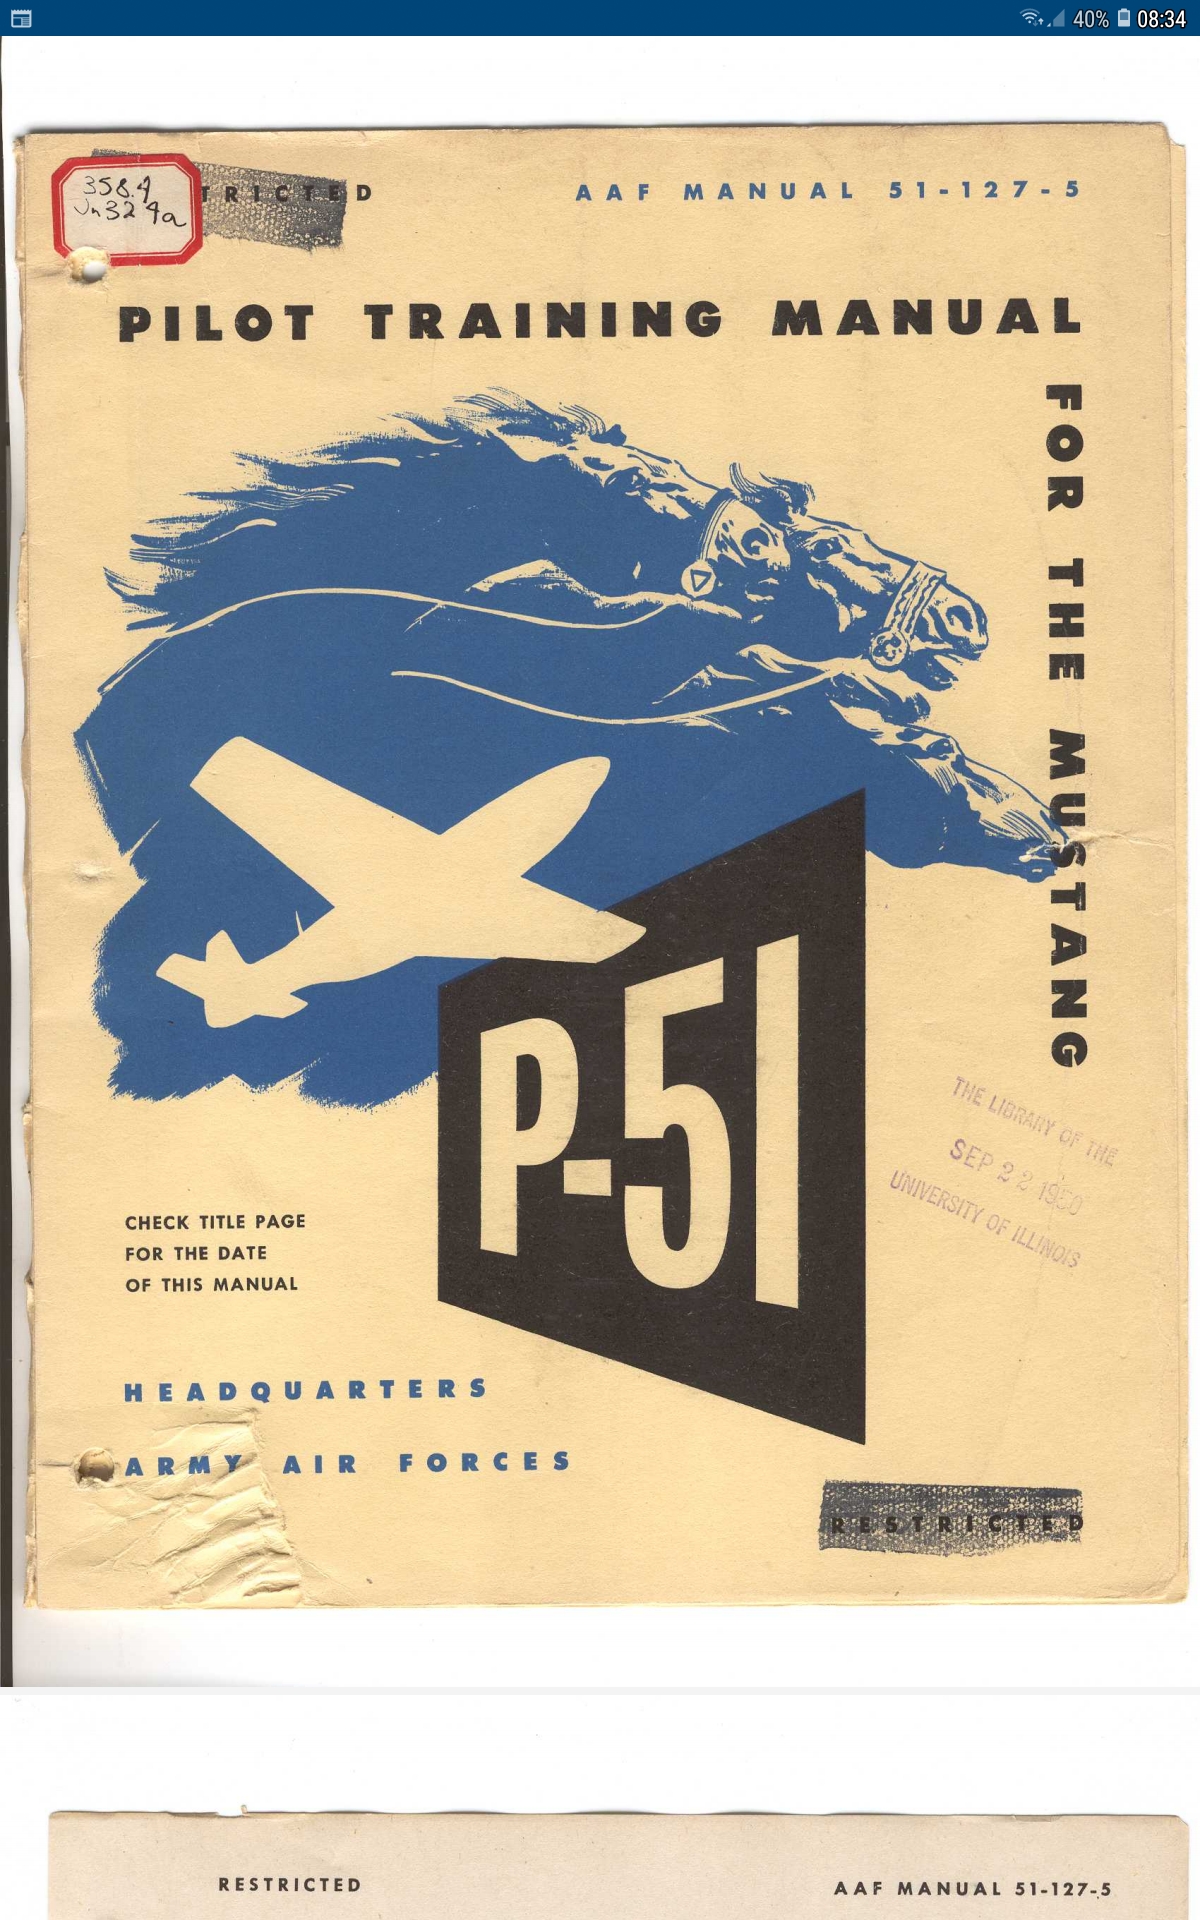 40% 08:34
358.4
Un324a
TRICTED
AAF MANUAL 51-127-5
PILOT TRAINING MANUAL
FOR THE MUSTANG
P-51
THE LIBRARY OF THE
SEP 22 1950
UNIVERSITY OF ILLINOIS
CHECK TITLE PAGE
FOR THE DATE
OF THIS MANUAL
HEADQUARTERS
ARMY AIR FORCES
RESTRICTED
RESTRICTED
AAF MANUAL 51-127-5